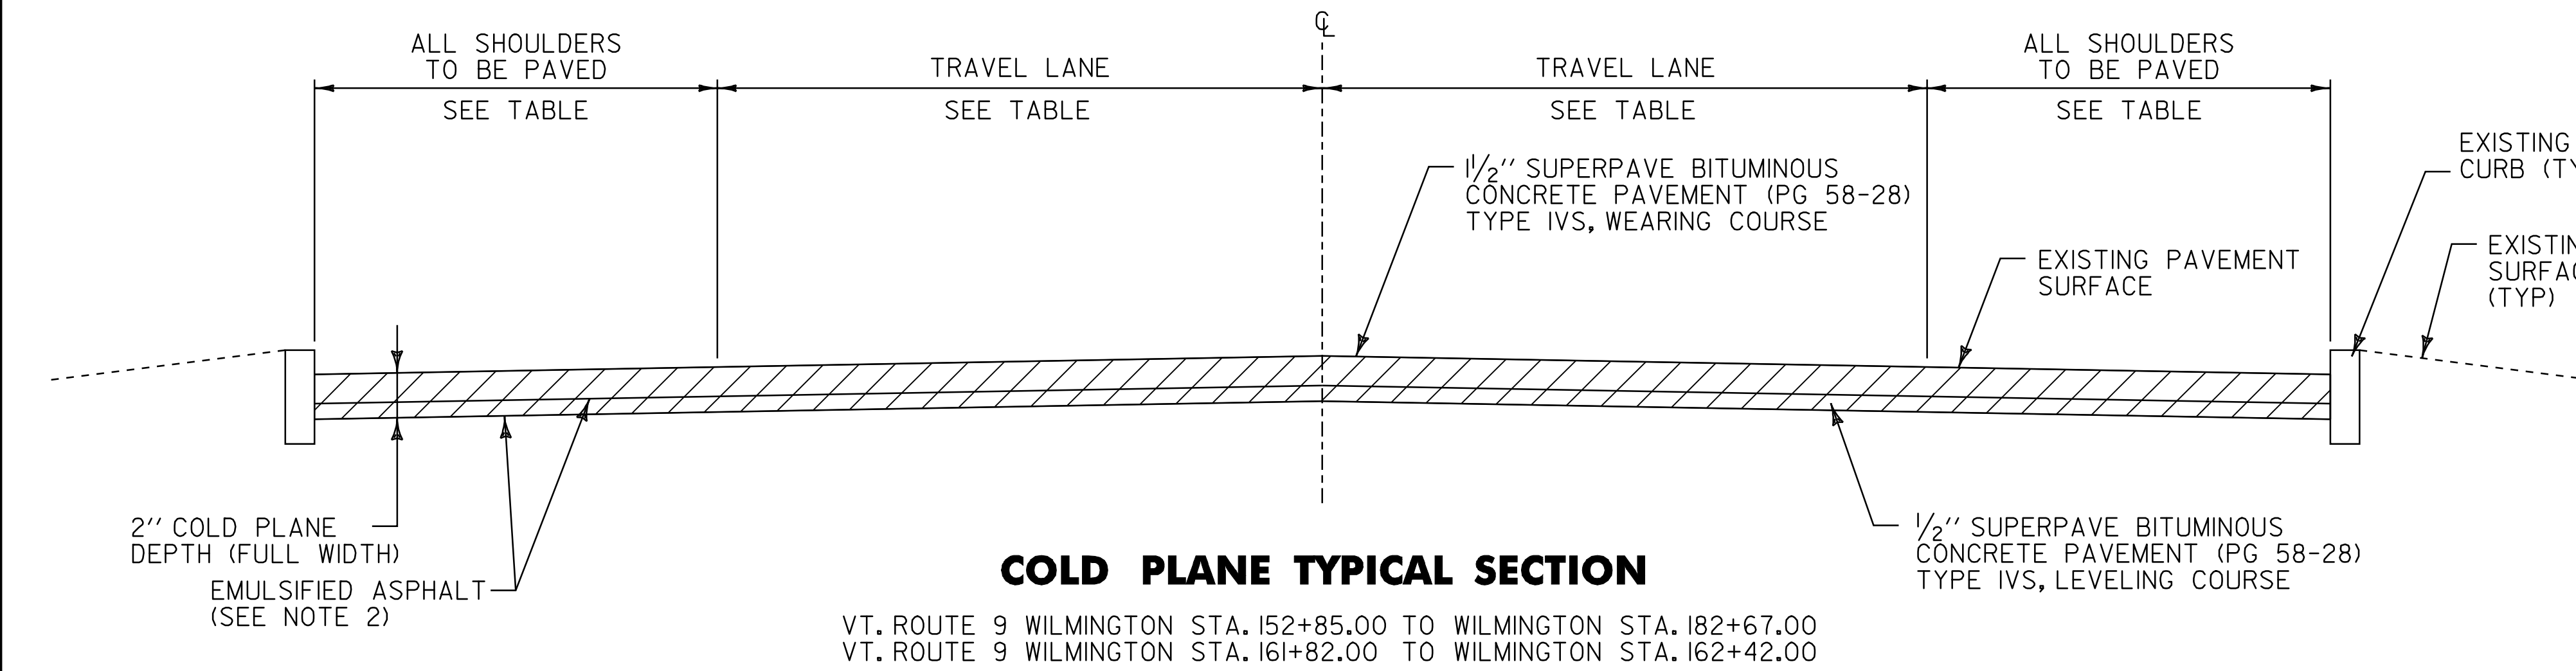 ℄
ALL SHOULDERS
TO BE PAVED
SEE TABLE
TRAVEL LANE
SEE TABLE
TRAVEL LANE
SEE TABLE
ALL SHOULDERS
TO BE PAVED
SEE TABLE
1 1/2" SUPERPAVE BITUMINOUS
CONCRETE PAVEMENT (PG 58-28)
TYPE IVS, WEARING COURSE
EXISTING PAVEMENT
SURFACE
EXISTING
CURB
(TYP)
2" COLD PLANE
DEPTH (FULL WIDTH)
EMULSIFIED ASPHALT
(SEE NOTE 2)
1/2" SUPERPAVE BITUMINOUS
CONCRETE PAVEMENT (PG 58-28)
TYPE IVS, LEVELING COURSE
COLD PLANE TYPICAL SECTION
VT. ROUTE 9 WILMINGTON STA. 152+85.00 TO WILMINGTON STA. 182+67.00
VT. ROUTE 9 WILMINGTON STA. 161+82.00 TO WILMINGTON STA. 162+42.00